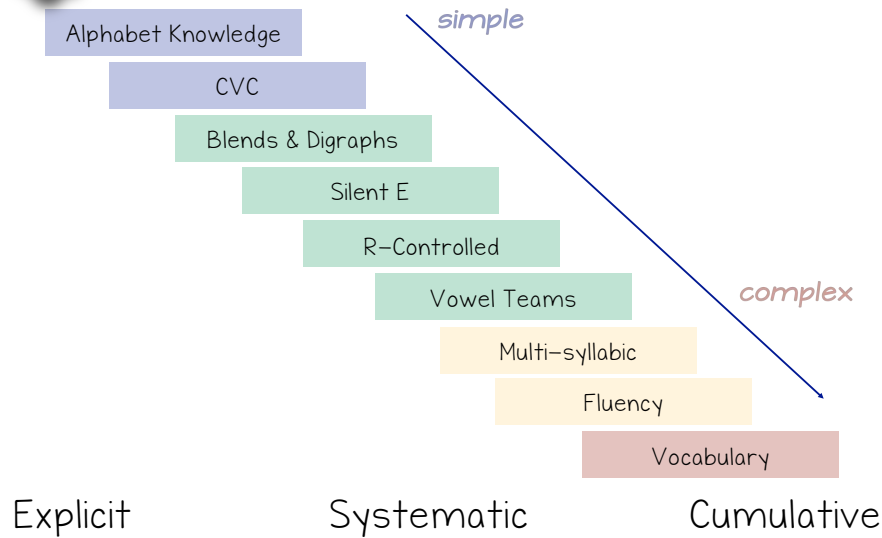 simple
Alphabet Knowledge
CVC
Blends & Digraphs
Silent E
R-Controlled
Vowel Teams
complex
Multi-syllabic
Fluency
Vocabulary
Explicit Systematic Cumulative